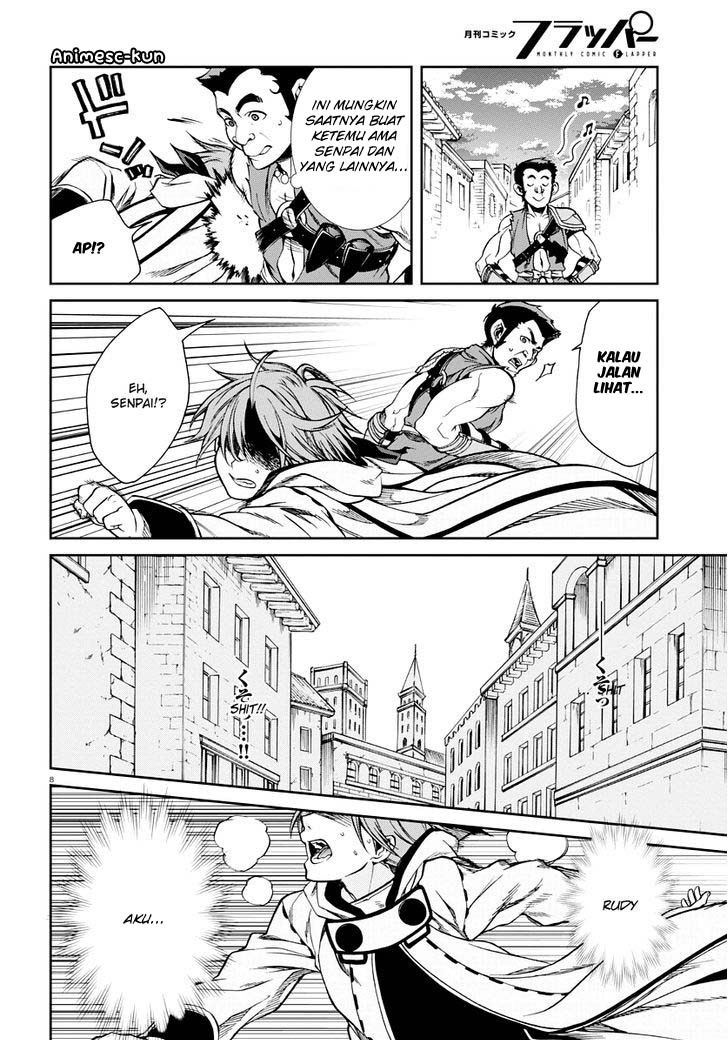 月刊コミック
フラッパー
MONTHLY COMIC FLAPPER
Animesc-kun
INI MUNGKIN
SAATNYA BUAT
KETEMU AMA
SENPAI DAN
YANG LAINNYA...
AP!?
KALAU
JALAN
LIHAT...
EH,
SENPAI!?
くそっ
SHIT
くそっ…!!
SHIT!!
8
RUDY
AKU...